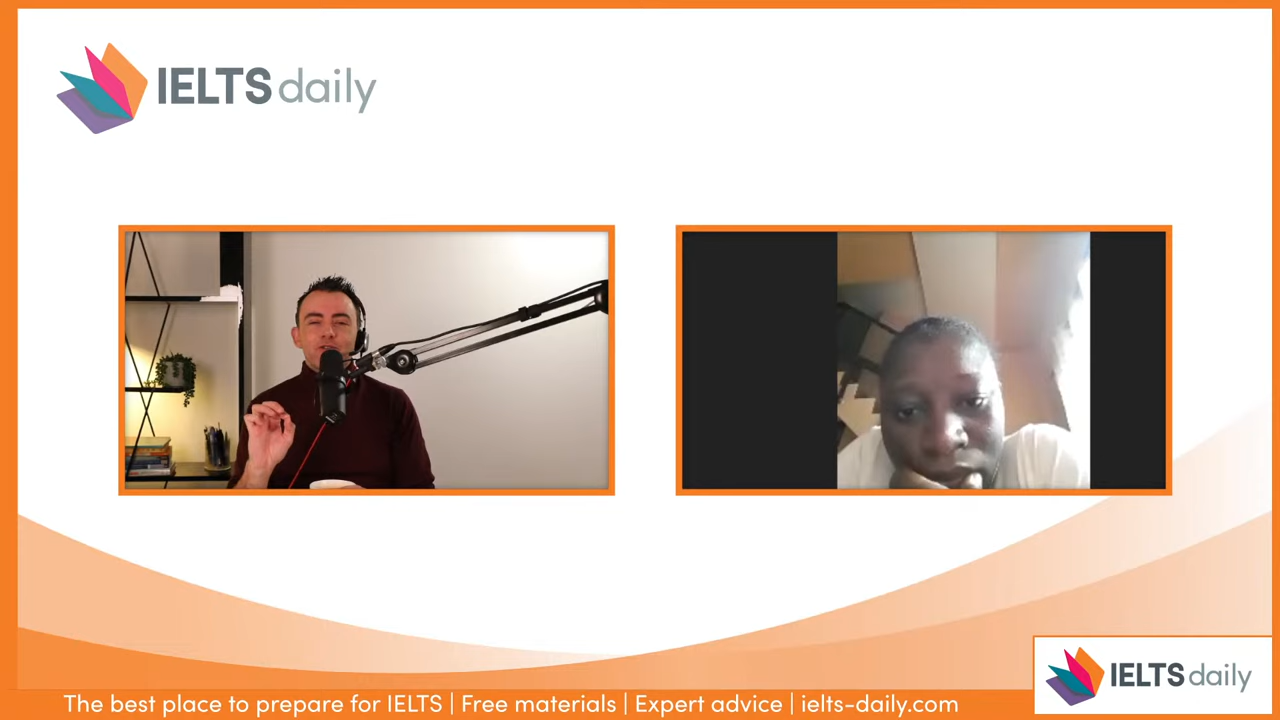 IELTS daily
The best place to prepare for IELTS | Free materials | Expert advice | ielts-daily.com
IELTS daily